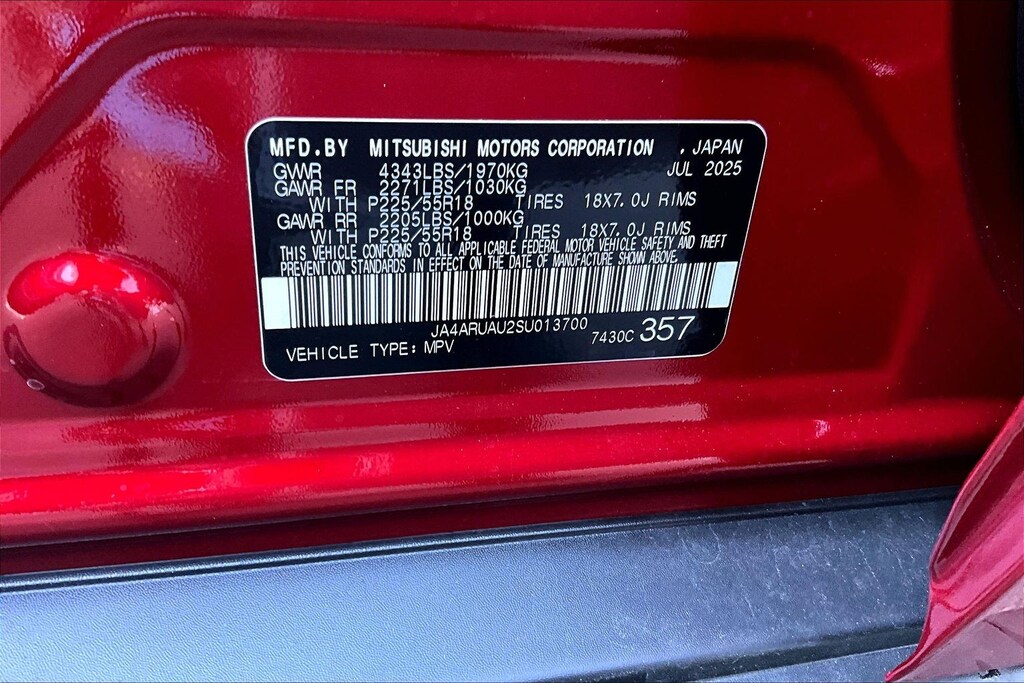 MFD.BY MITSUBISHI MOTORS CORPORATION , JAPAN
GVWR 4343LBS/1970KG JUL 2025
GAWR FR 2271LBS/1030KG
WITH P225/55R18 TIRES 18X7.0J RIMS
GAWR RR 2205LBS/1000KG
WITH P225/55R18 TIRES 18X7.0J RIMS
THIS VEHICLE CONFORMS TO ALL APPLICABLE FEDERAL MOTOR VEHICLE SAFETY AND THEFT
PREVENTION STANDARDS IN EFFECT ON THE DATE OF MANUFACTURE SHOWN ABOVE.
JA4ARUAU2SU013700
VEHICLE TYPE: MPV 7430C 357